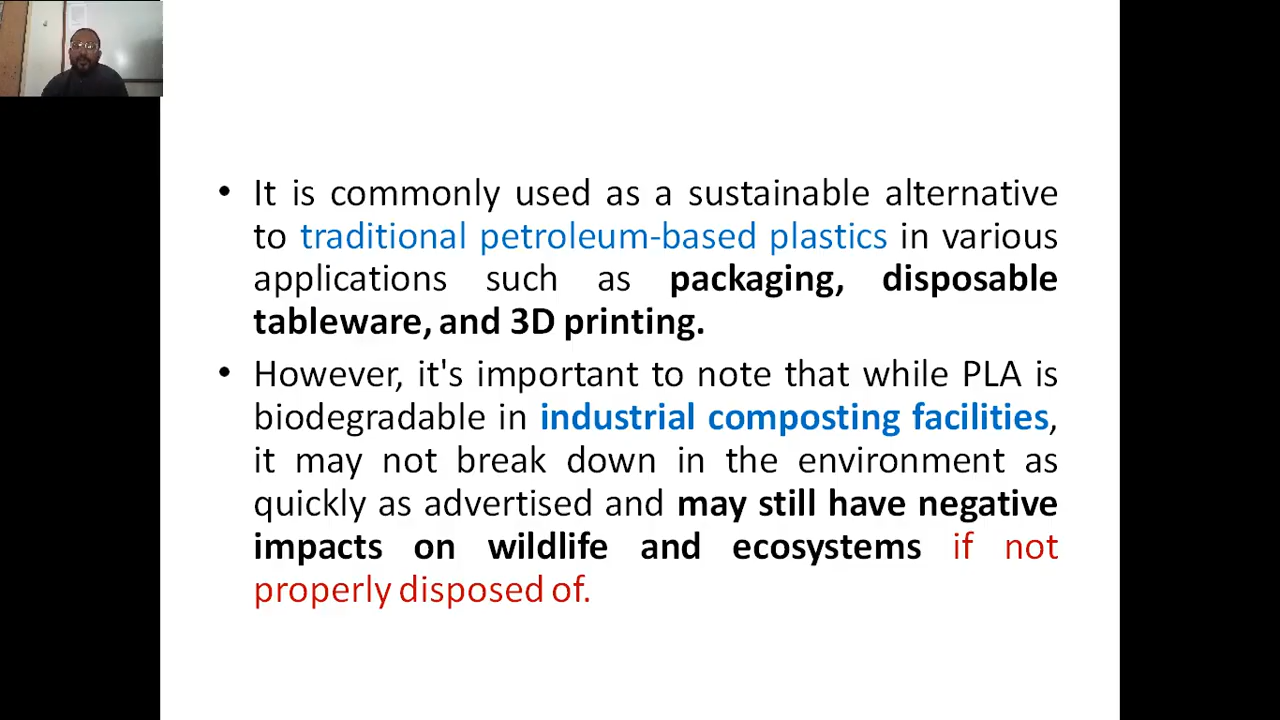 • It is commonly used as a sustainable alternative
to traditional petroleum-based plastics in various
applications such as packaging, disposable
tableware, and 3D printing.
• However, it's important to note that while PLA is
biodegradable in industrial composting facilities,
it may not break down in the environment as
quickly as advertised and may still have negative
impacts on wildlife and ecosystems if not
properly disposed of.